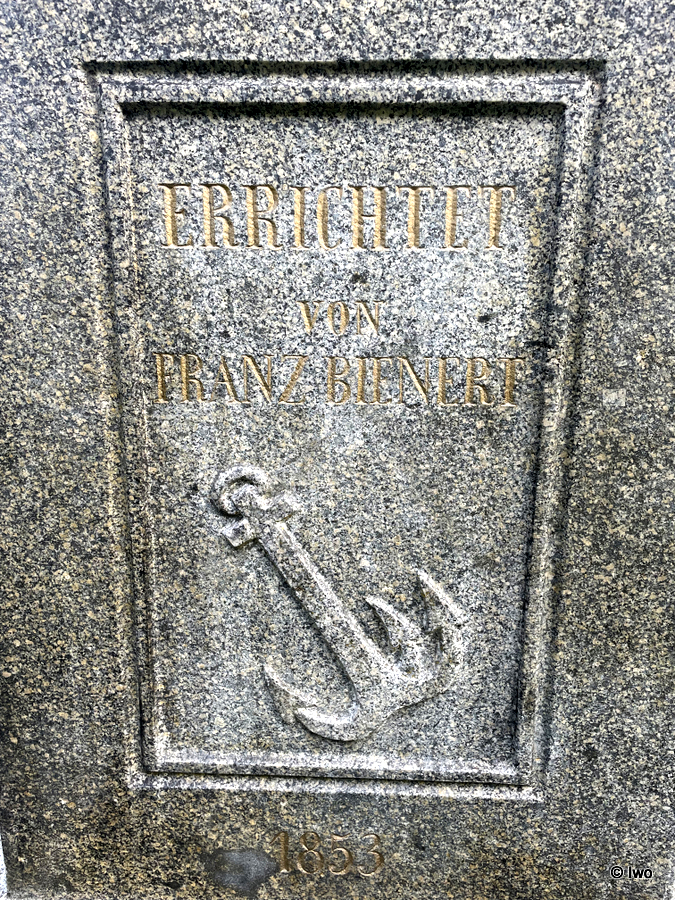 ERRICHTET
VON
FRANZ BIENERT
1853
© Iwo